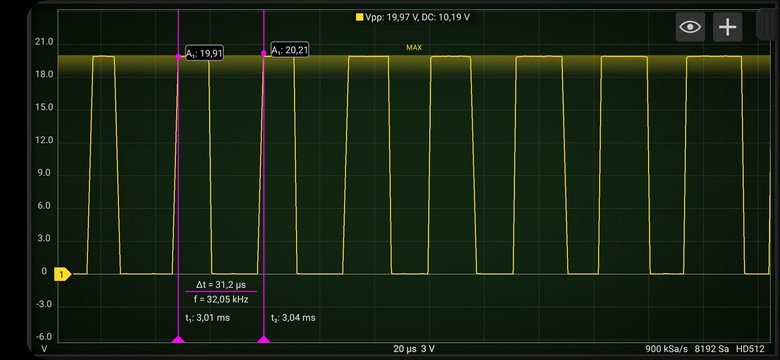 Vpp: 19,97 V, DC: 10,19 V
MAX
A₁: 19,91
A₁: 20,21
21.0
18.0
15.0
12.0
9.0
6.0
3.0
0
-3.0
-6.0
1
Δt = 31,2 µs
f = 32,05 kHz
t₁: 3,01 ms
t₂: 3,04 ms
V
20 µs 3 V
900 kSa/s 8192 Sa HD512